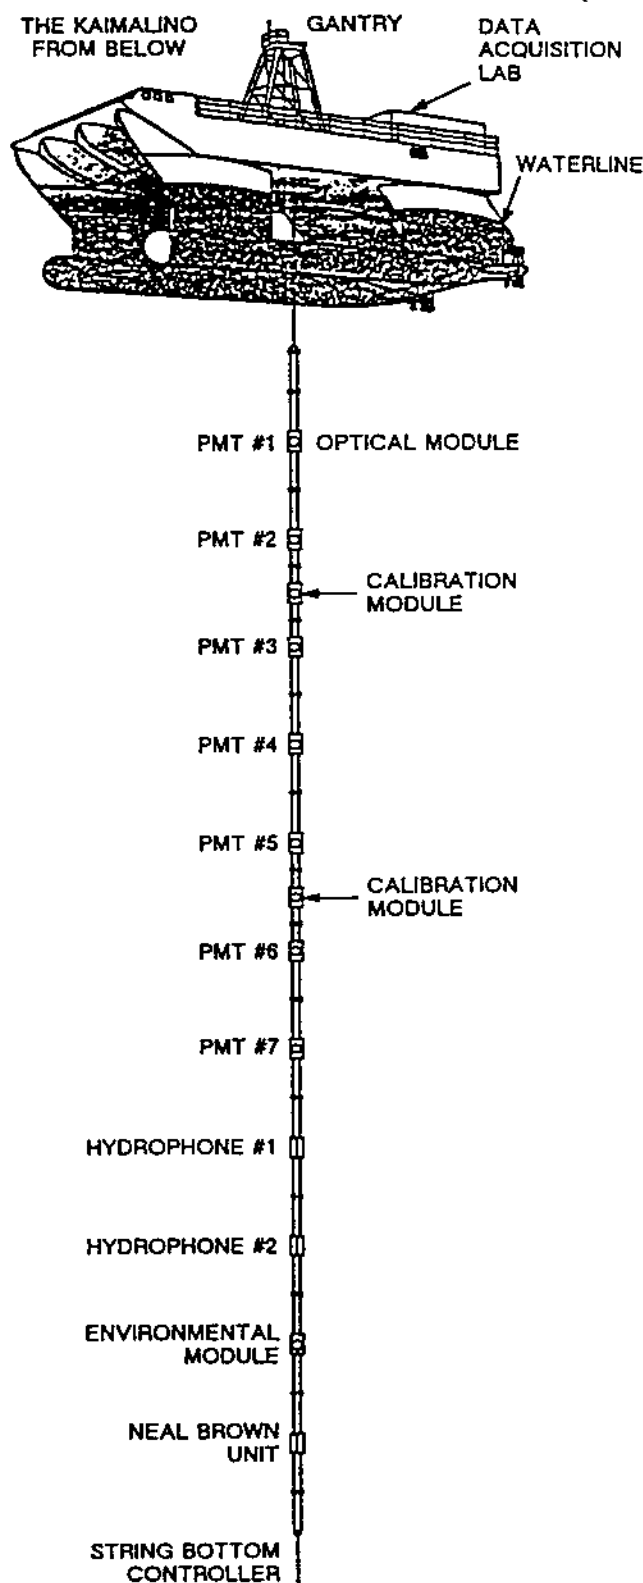 THE KAIMALINO
FROM BELOW
GANTRY
DATA
ACQUISITION
LAB
WATERLINE
PMT #1
OPTICAL MODULE
PMT #2
CALIBRATION
MODULE
PMT #3
PMT #4
PMT #5
CALIBRATION
MODULE
PMT #6
PMT #7
HYDROPHONE #1
HYDROPHONE #2
ENVIRONMENTAL
MODULE
NEAL BROWN
UNIT
STRING BOTTOM
CONTROLLER